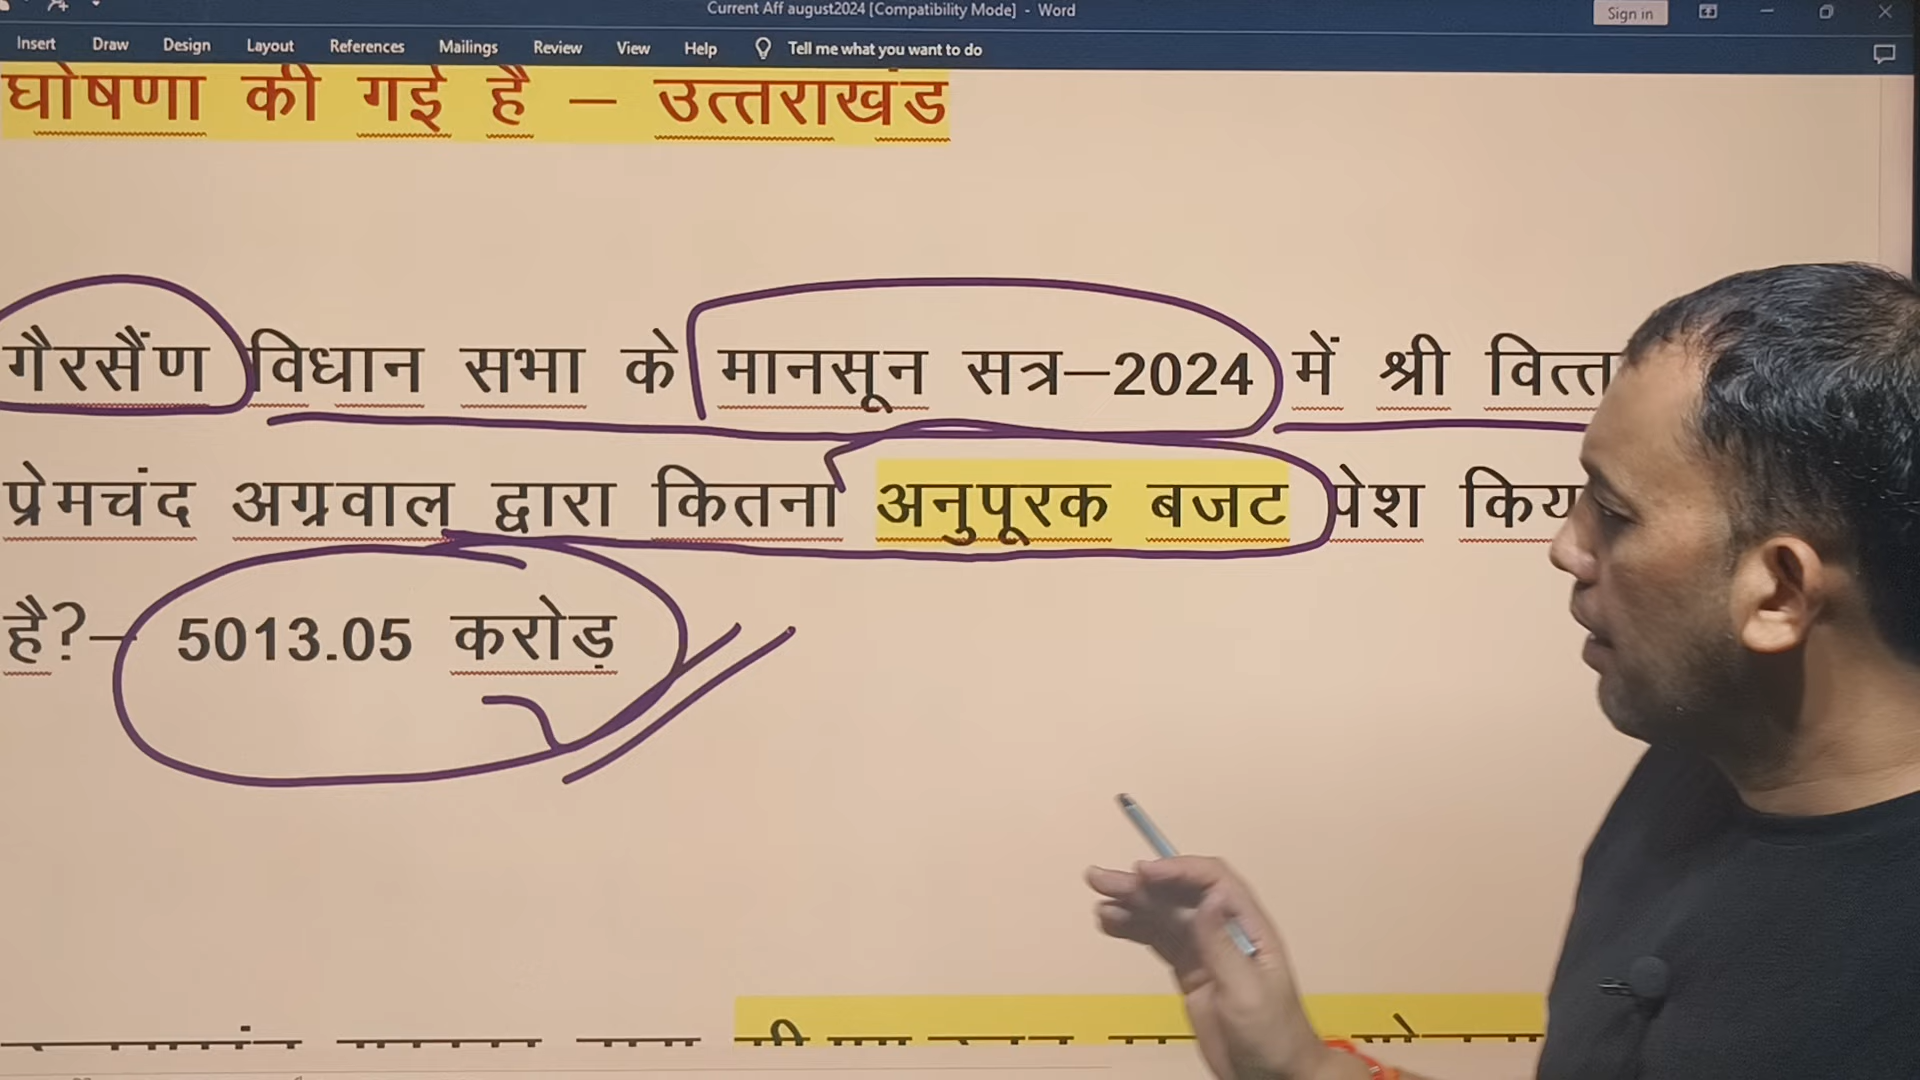 Current Aff august2024 [Compatibility Mode] - Word
Sign in
Insert Draw Design Layout References Mailings Review View Help Tell me what you want to do
घोषणा की गई है – उत्तराखंड
गैरसैंण विधान सभा के मानसून सत्र–2024 में श्री वित्त
प्रेमचंद अग्रवाल द्वारा कितना अनुपूरक बजट पेश किय
है?– 5013.05 करोड़